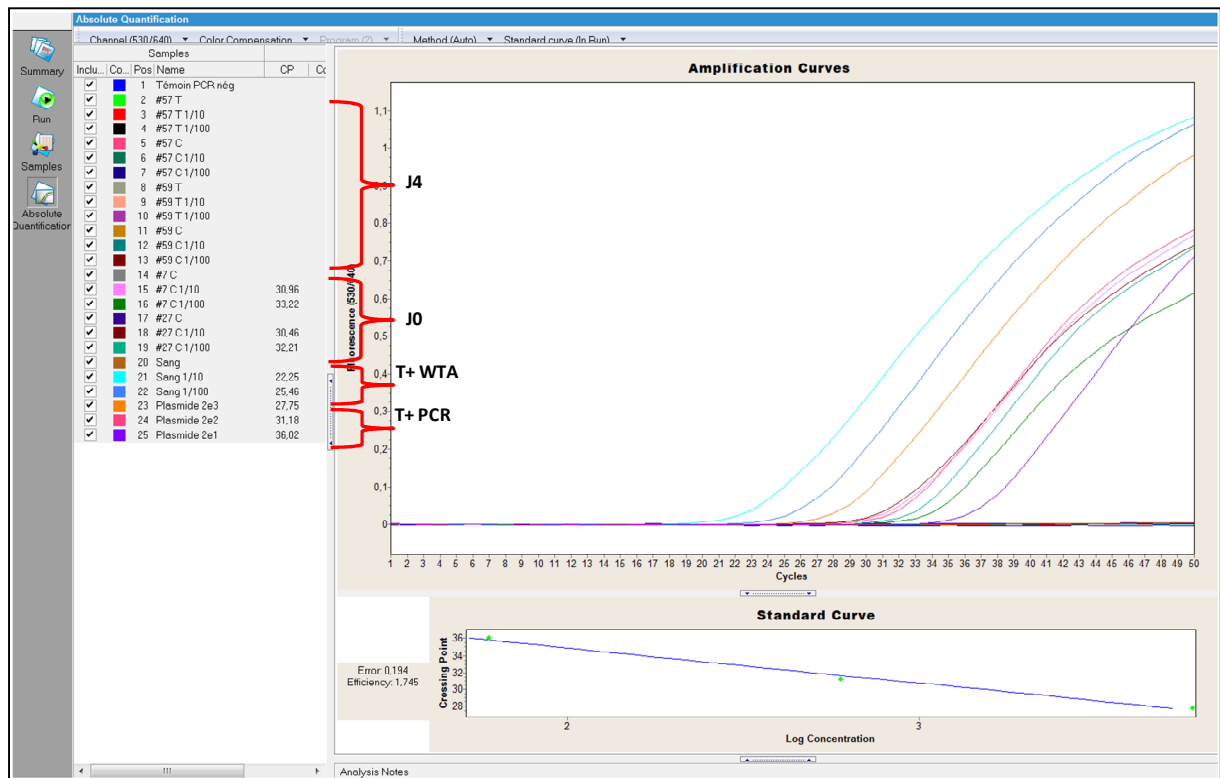 Absolute Quantification
Channel (530/640) Color Compensation Program (2) Method (Auto) Standard curve (In Run)
Summary
Run
Samples
Absolute
Quantification
Samples
Inclu... Co... Pos Name CP Co
1 Témoin PCR nég
2 #57 T
3 #57 T 1/10
4 #57 T 1/100
5 #57 C
6 #57 C 1/10
7 #57 C 1/100
8 #59 T
9 #59 T 1/10
10 #59 T 1/100
11 #59 C
12 #59 C 1/10
13 #59 C 1/100
14 #7 C
15 #7 C 1/10 30,96
16 #7 C 1/100 33,22
17 #27 C
18 #27 C 1/10 30,46
19 #27 C 1/100 32,21
20 Sang
21 Sang 1/10 22,25
22 Sang 1/100 25,46
23 Plasmide 2e3 27,75
24 Plasmide 2e2 31,18
25 Plasmide 2e1 36,02
J4
J0
T+ WTA
T+ PCR
Amplification Curves
Fluorescence (530/640)
1,1
1
0,8
0,7
0,6
0,5
0,4
0,3
0,2
0,1
0
1 2 3 4 5 6 7 8 9 10 11 12 13 14 15 16 17 18 19 20 21 22 23 24 25 26 27 28 29 30 31 32 33 34 35 36 37 38 39 40 41 42 43 44 45 46 47 48 49 50
Cycles
Standard Curve
Error: 0,194
Efficiency: 1,745
Crossing Point
36
34
32
30
28
2 3
Log Concentration
Analysis Notes